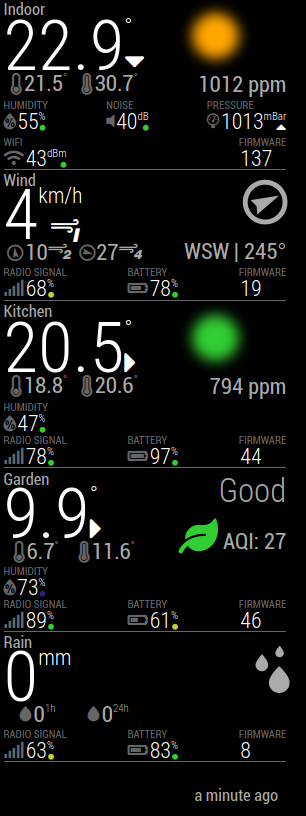 Indoor
22.9°
21.5° 30.7° 1012 ppm
HUMIDITY NOISE PRESSURE
55% 40dB 1013mBar
WIFI FIRMWARE
43dBm 137
Wind
4 km/h
1
10 2 27 4 WSW | 245°
RADIO SIGNAL BATTERY FIRMWARE
68% 78% 19
Kitchen
20.5°
18.8° 20.6° 794 ppm
HUMIDITY
47%
RADIO SIGNAL BATTERY FIRMWARE
78% 97% 44
Garden
9.9° Good
6.7° 11.6° AQI: 27
HUMIDITY
73%
RADIO SIGNAL BATTERY FIRMWARE
89% 61% 46
Rain
0 mm
0 1h 0 24h
RADIO SIGNAL BATTERY FIRMWARE
63% 83% 8
a minute ago